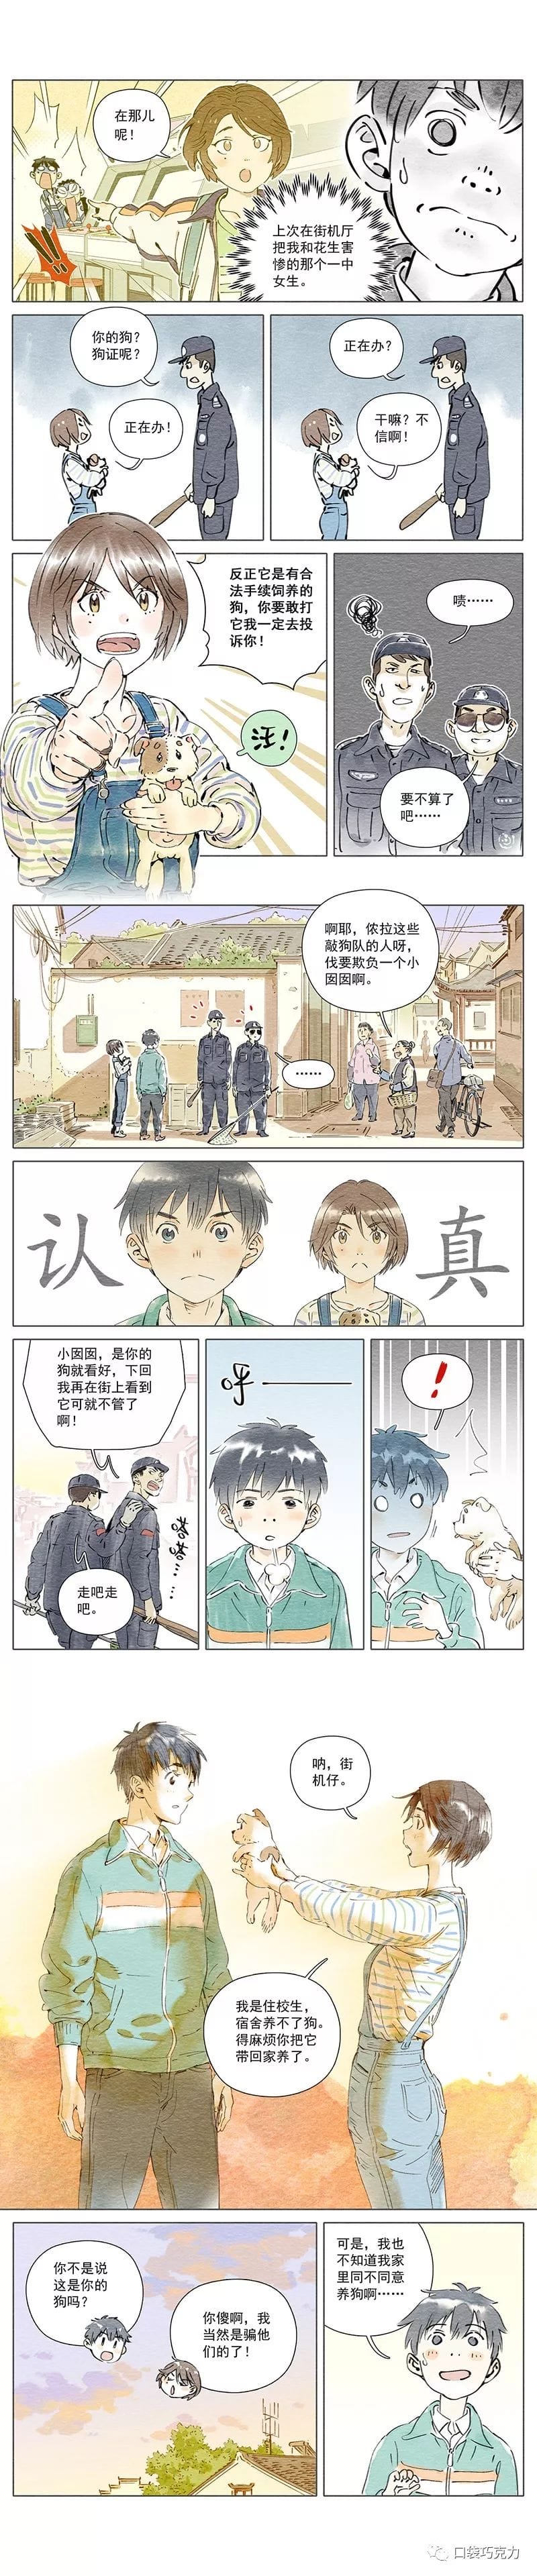 在那儿
呢！
上次在街机厅
把我和花生害
惨的那个一中
女生。
你的狗？
狗证呢？
正在办！
正在办？
干嘛？不
信啊！
反正它是有合
法手续饲养的
狗，你要敢打
它我一定去投
诉你！
汪！
啧……
要不算了
吧……
啊耶，侬拉这些
敲狗队的人呀，
伐要欺负一个小
囡囡啊。
……
认 真
小囡囡，是你的
狗就看好，下回
我再在街上看到
它可就不管了
啊！
走吧走
吧。
嗒
嗒……
呼——
！
呐，街
机仔。
我是住校生，
宿舍养不了狗。
得麻烦你把它
带回家养了。
你不是说
这是你的
狗吗？
你傻啊，我
当然是骗他
们的了！
可是，我也
不知道我家
里同不同意
养狗啊……
口袋巧克力